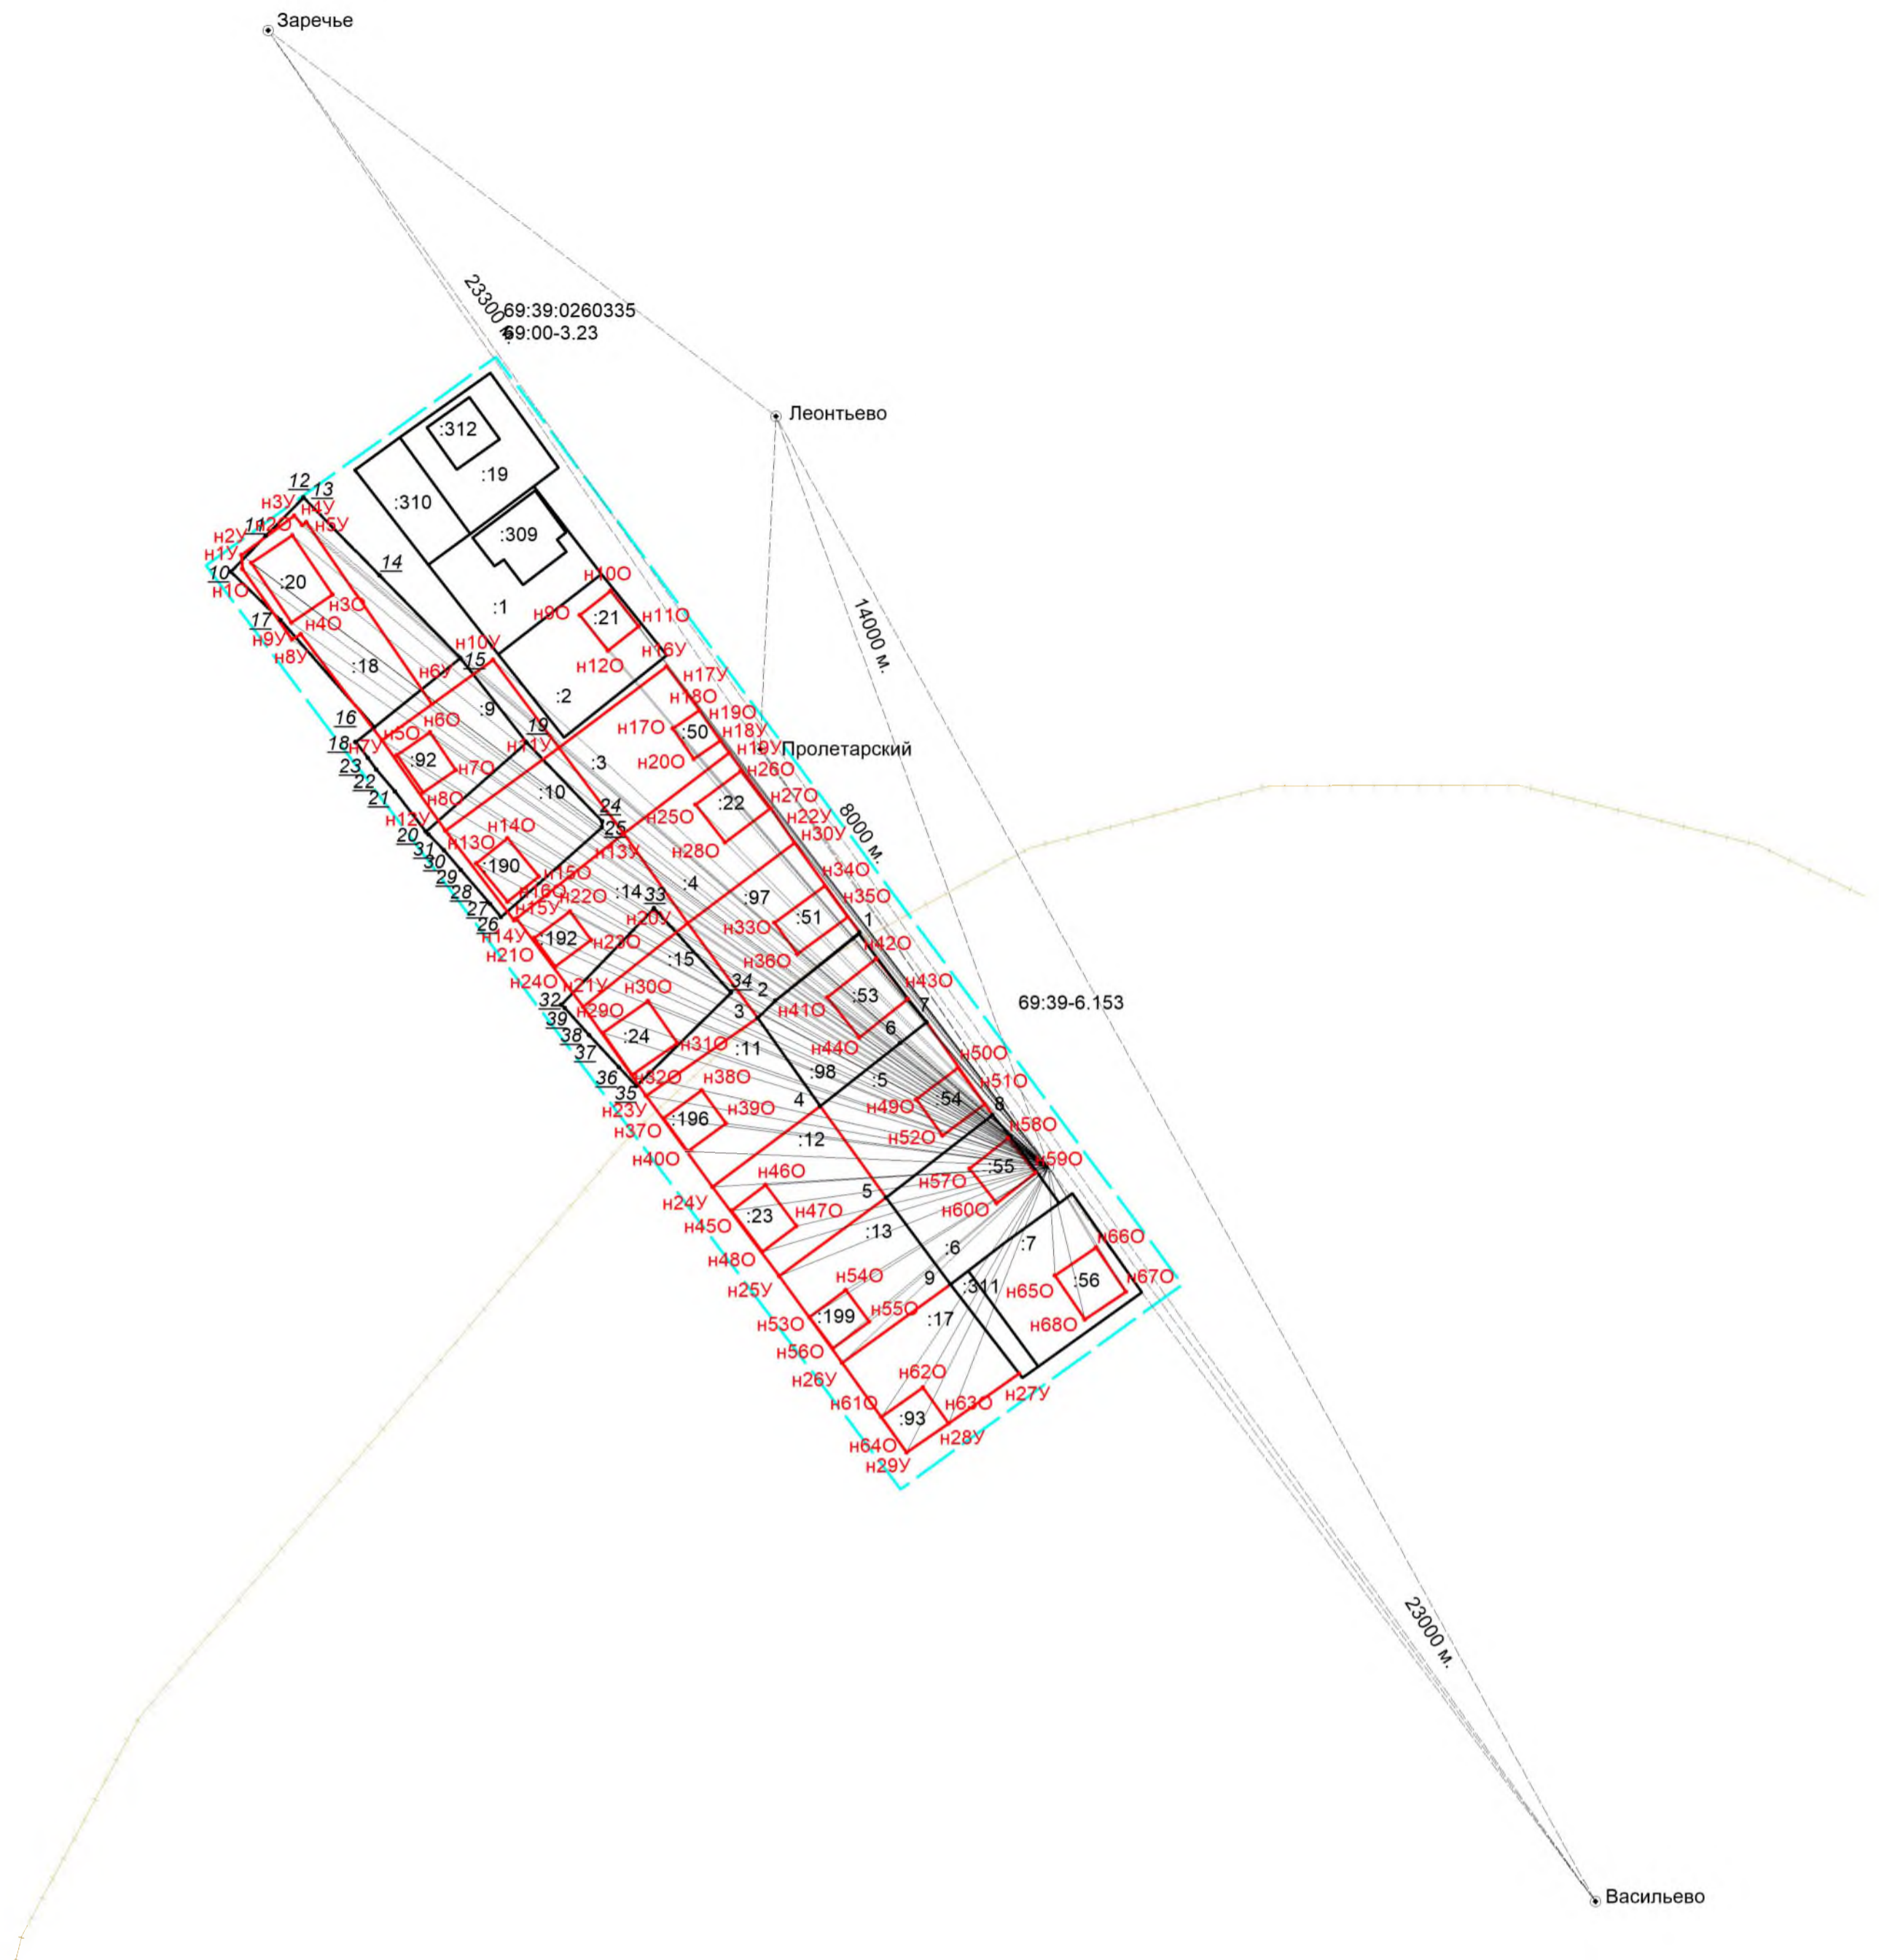 Заречье
23300 м.
69:39:0260335
69:00-3.23
Леонтьево
:312
:19
:310
12
13
н3У
н4У
11
н2О
н5У
н2У
:309
н1У
14
10
н10О
:20
н1О
н3О
:1
н9О
:21
н11О
14000 м.
17
н4О
н9У
н10У
н16У
н8У
н12О
:18
15
н6У
н17У
:2
н18О
:9
16
н6О
19
н19О
н17О
:50
н18У
н5О
18
н7У
н11У
н19У
Пролетарский
:92
:3
н20О
23
н7О
н26О
22
:10
21
н8О
н27О
:22
24
н25О
н12У
н22У
8000 м.
20
25
н30У
н14О
н13О
н13У
н28О
31
30
:190
н15О
н34О
29
:4
28
н16О
н22О
:14
33
:97
н35О
27
н15У
н20У
:51
1
26
н33О
н14У
:192
н23О
н42О
н21О
:15
н36О
н24О
34
2
н43О
н21У
н30О
:53
32
н29О
3
н41О
7
69:39-6.153
39
6
38
:24
н31О
:11
н44О
37
н50О
36
н32О
н38О
:98
:5
35
4
н51О
н23У
н39О
н49О
:54
8
:196
н37О
н58О
:12
н52О
н40О
н59О
:55
н46О
5
н57О
н24У
н47О
н60О
н45О
:23
:13
н66О
н48О
:6
:7
н54О
9
н25У
:311
н67О
н65О
:56
н55О
н53О
:199
:17
н68О
н56О
н26У
н62О
н27У
н61О
н63О
:93
н28У
н64О
н29У
23000 м.
Васильево